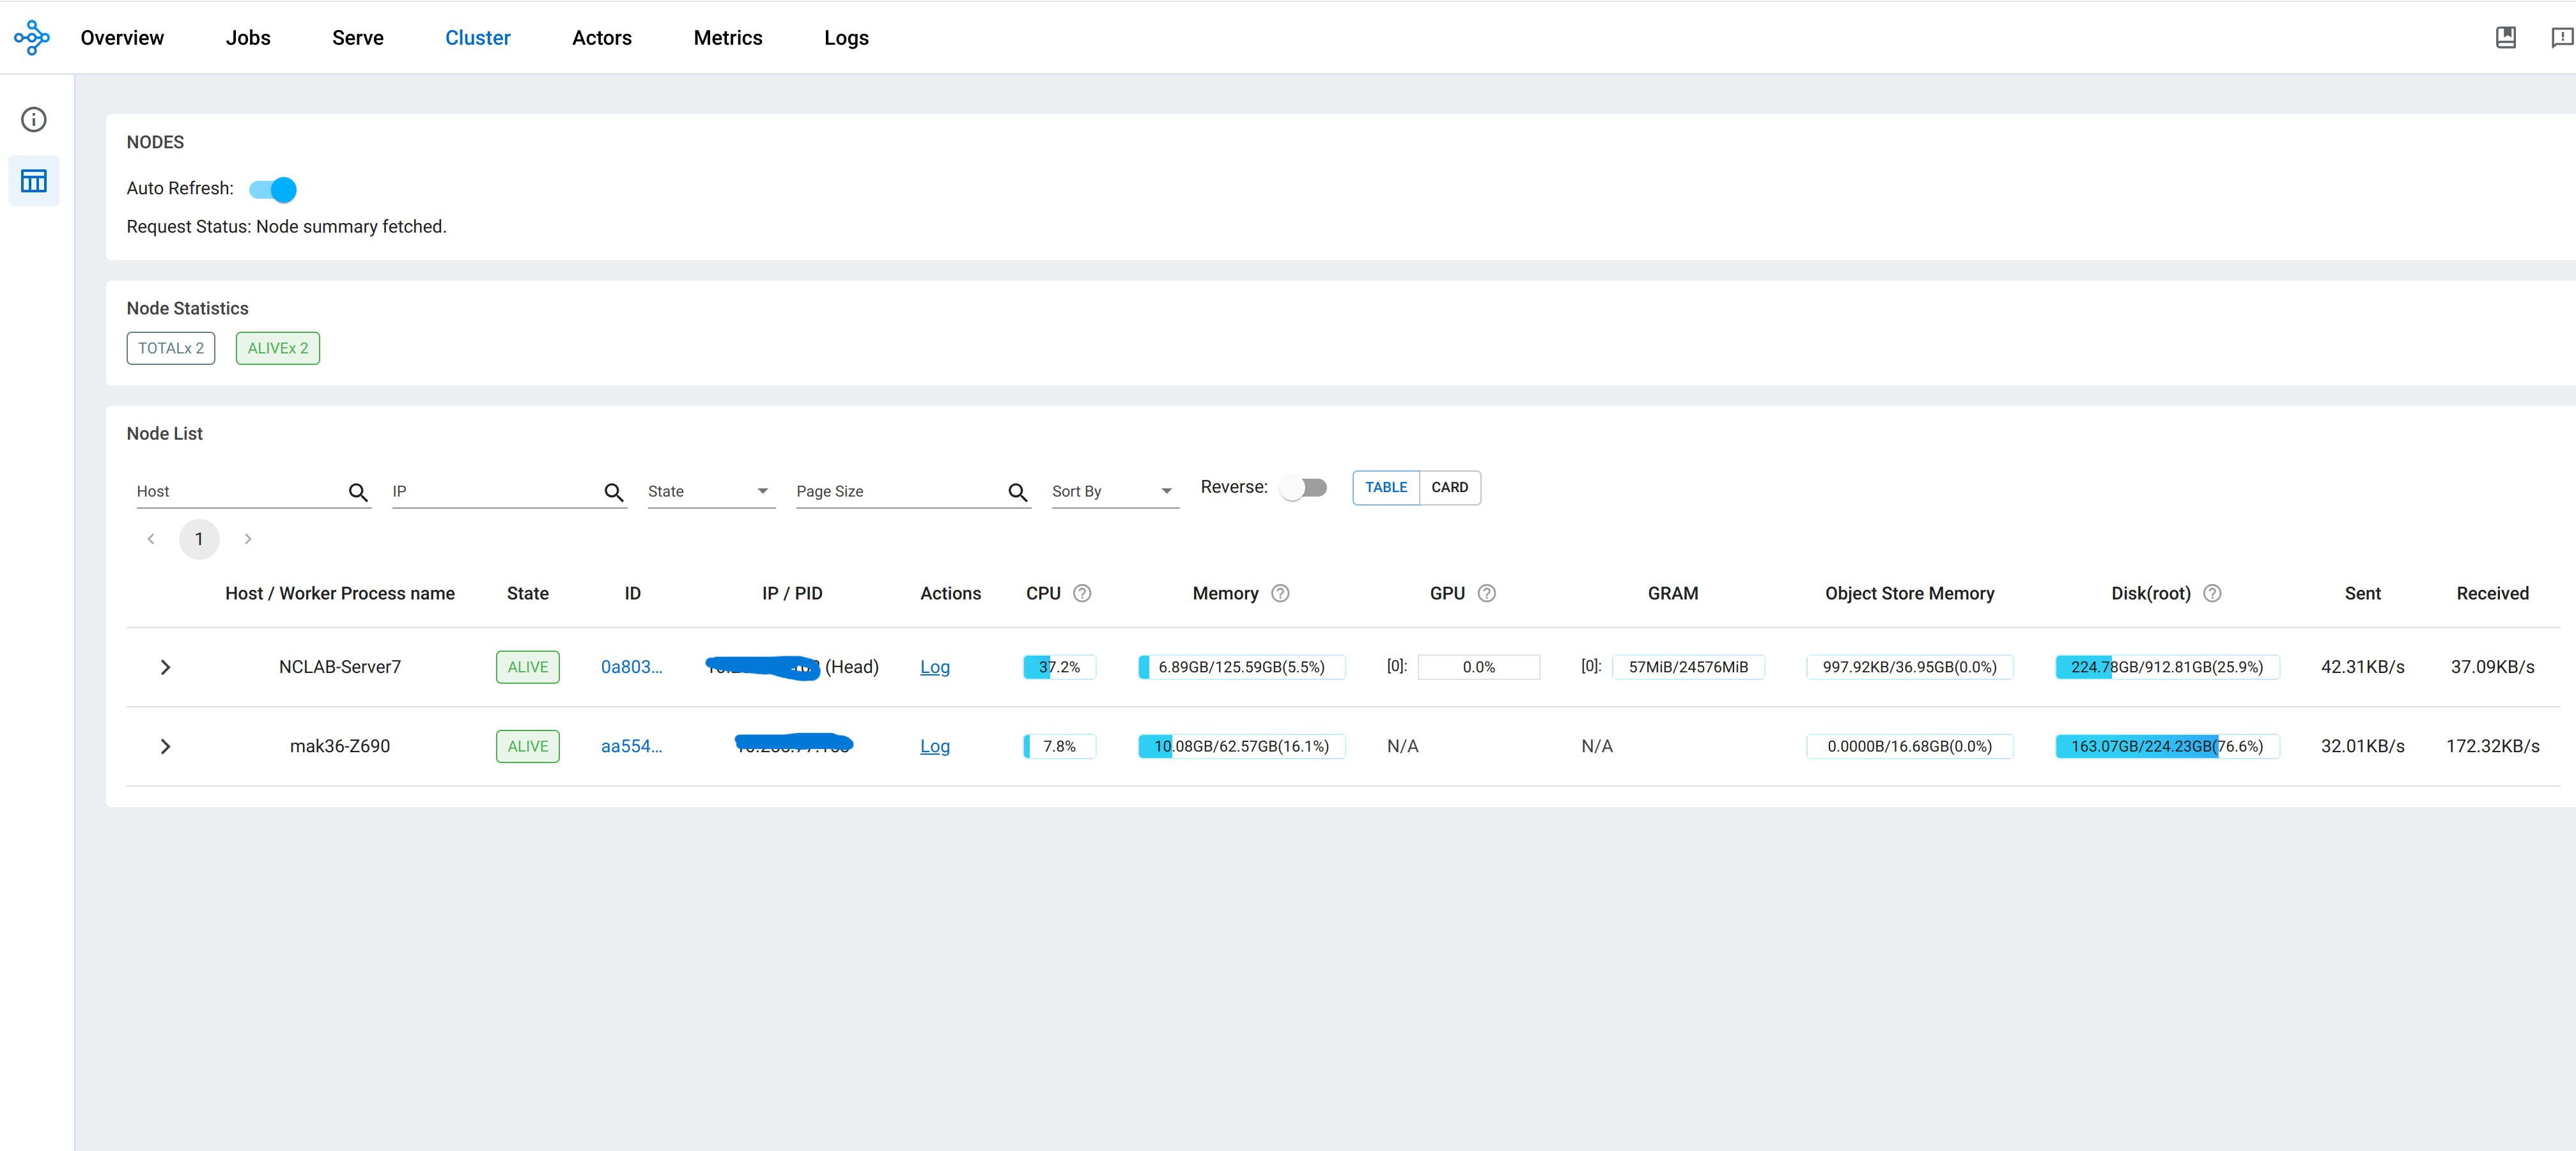 Overview Jobs Serve Cluster Actors Metrics Logs
NODES
Auto Refresh:
Request Status: Node summary fetched.
Node Statistics
TOTALx 2 ALIVEx 2
Node List
Host IP State Page Size Sort By Reverse: TABLE CARD
1
Host / Worker Process name State ID IP / PID Actions CPU Memory GPU GRAM Object Store Memory Disk(root) Sent Received
NCLAB-Server7 ALIVE 0a803... (Head) Log 37.2% 6.89GB/125.59GB(5.5%) [0]: 0.0% [0]: 57MiB/24576MiB 997.92KB/36.95GB(0.0%) 224.78GB/912.81GB(25.9%) 42.31KB/s 37.09KB/s
mak36-Z690 ALIVE aa554... Log 7.8% 10.08GB/62.57GB(16.1%) N/A N/A 0.0000B/16.68GB(0.0%) 163.07GB/224.23GB(76.6%) 32.01KB/s 172.32KB/s